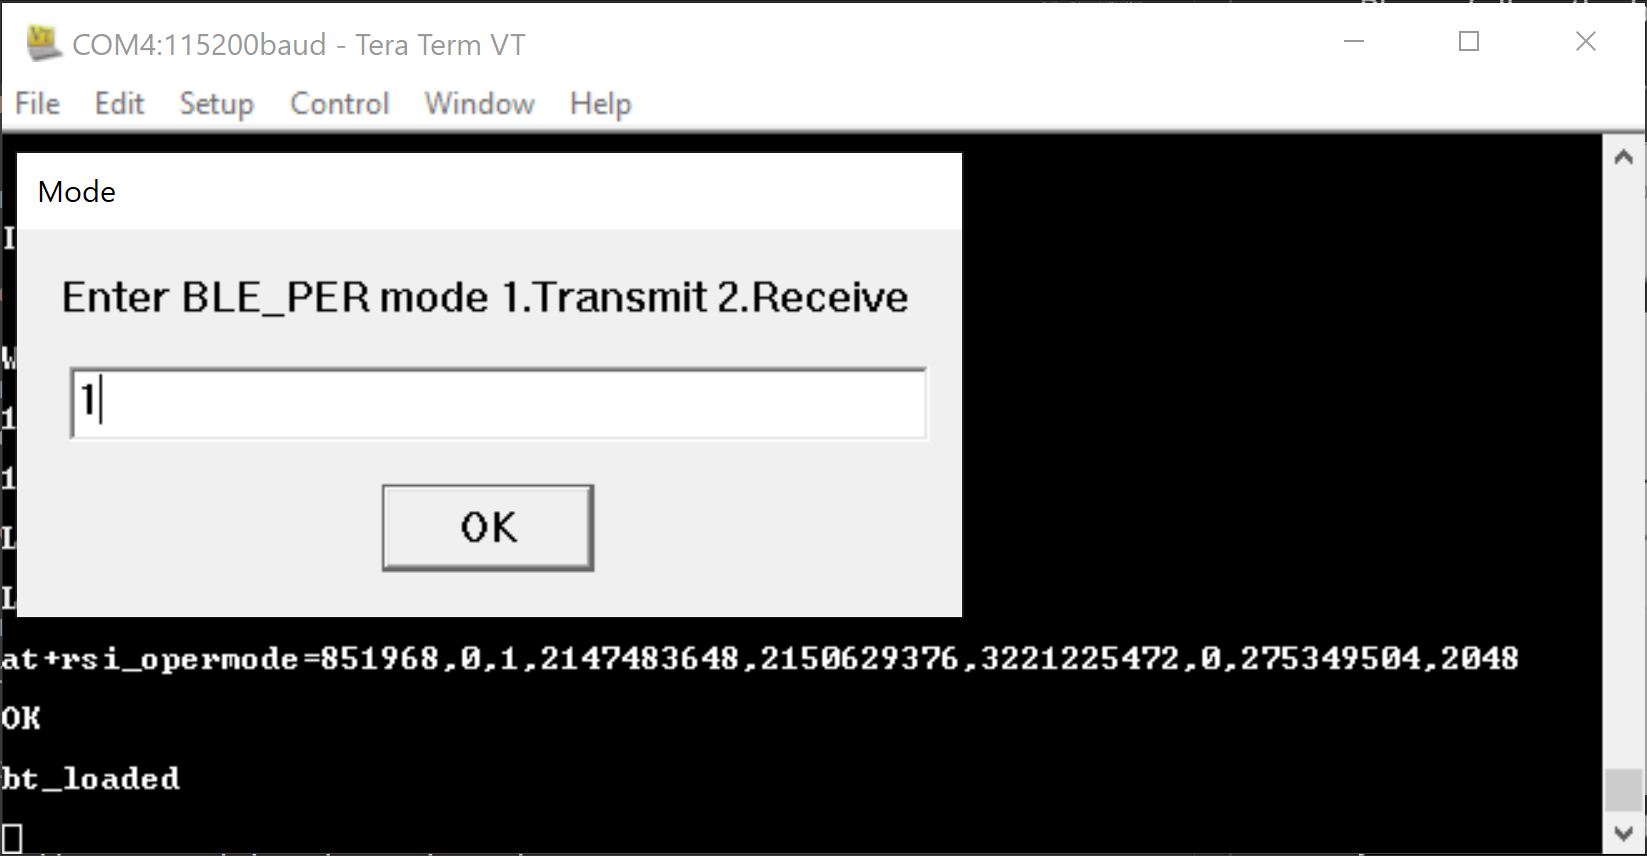 COM4:115200baud - Tera Term VT
File Edit Setup Control Window Help
Mode
I
Enter BLE_PER mode 1.Transmit 2.Receive
W
1
1
1
OK
L
L
at+rsi_opermode=851968,0,1,2147483648,2150629376,3221225472,0,275349504,2048
OK
bt_loaded